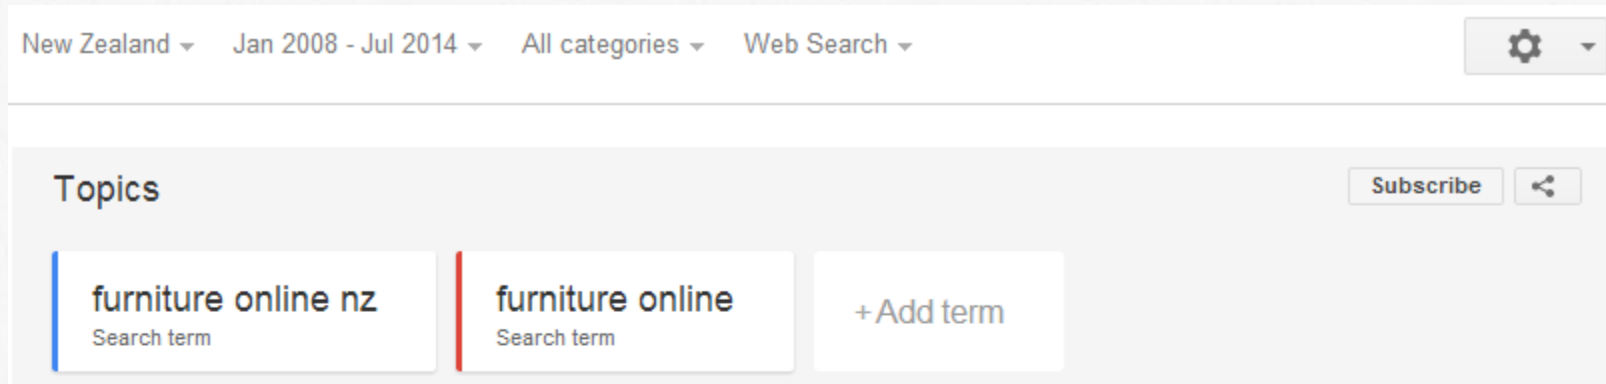 New Zealand Jan 2008 - Jul 2014 All categories Web Search
Topics Subscribe
furniture online nz furniture online +Add term
Search term Search term